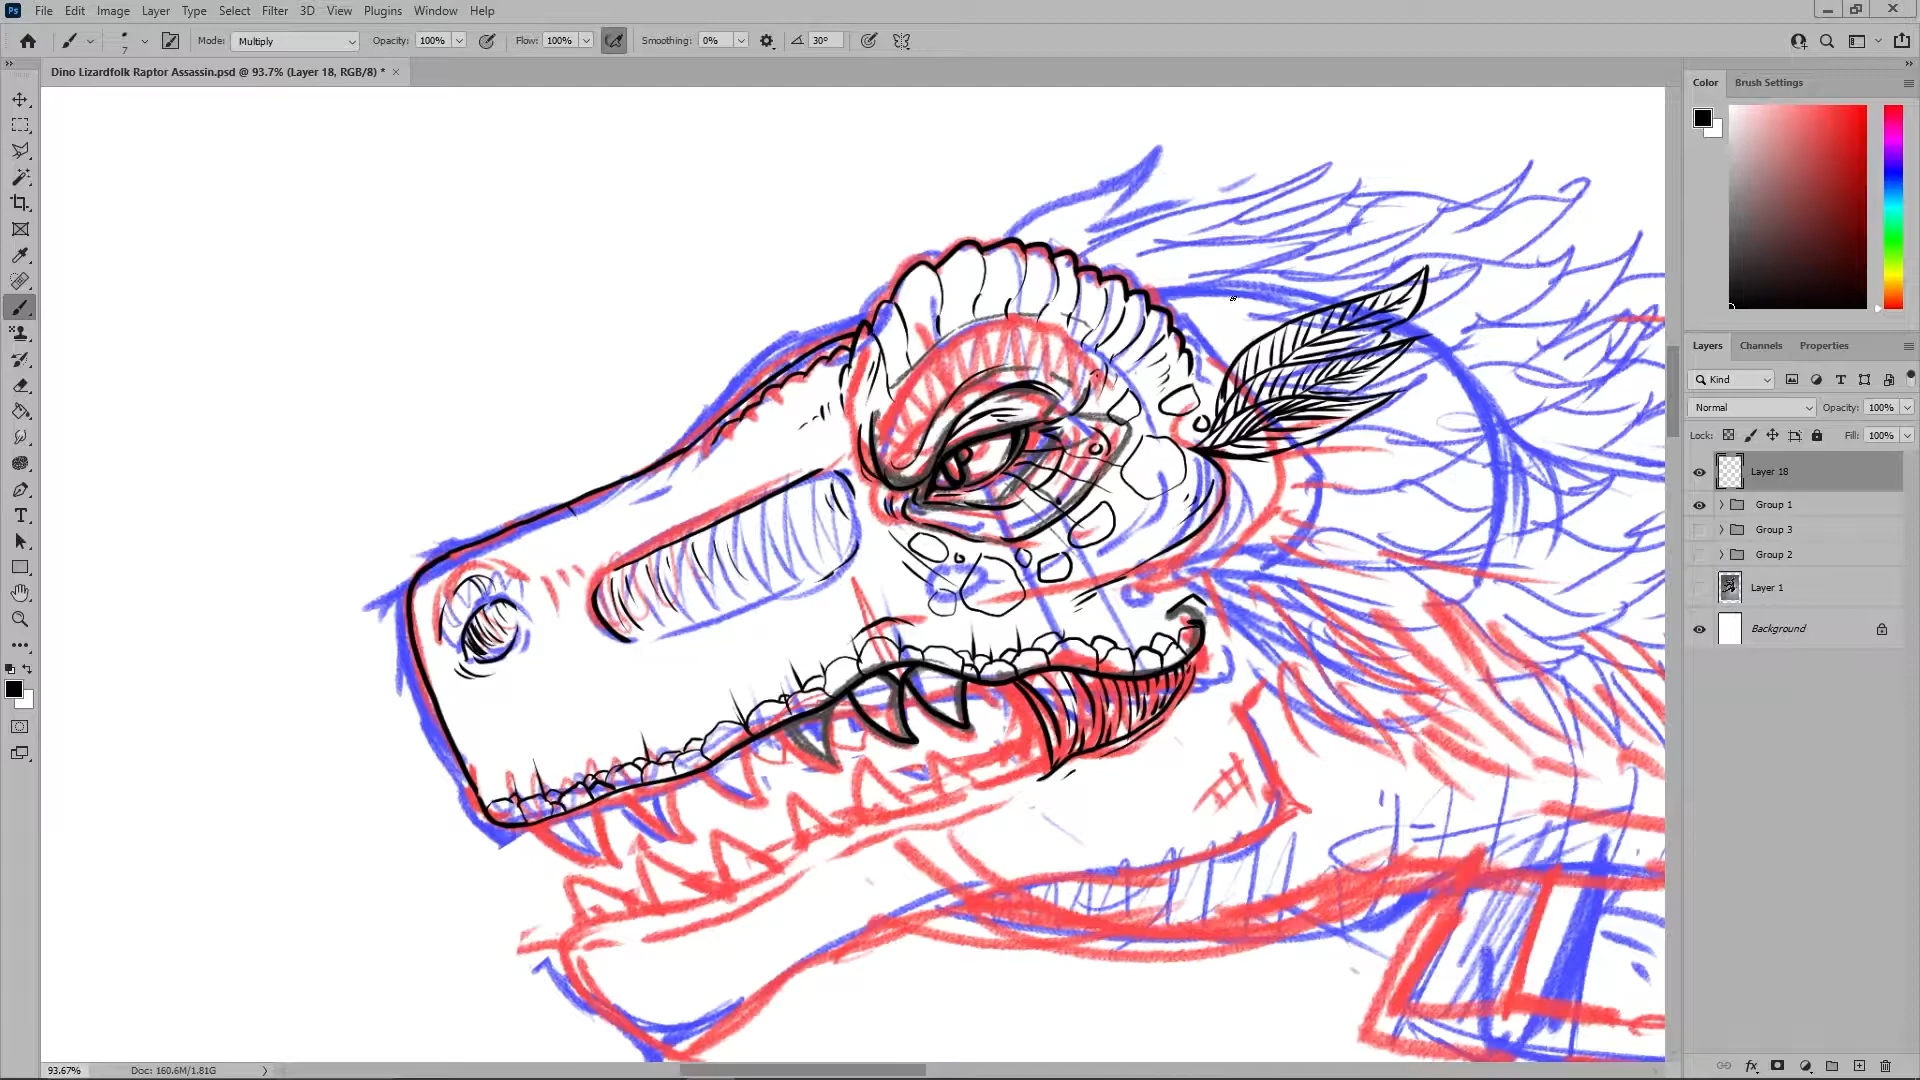 Ps File Edit Image Layer Type Select Filter 3D View Plugins Window Help
7 Mode: Multiply Opacity: 100% Flow: 100% Smoothing: 0% 30°
Dino Lizardfolk Raptor Assassin.psd @ 93.7% (Layer 18, RGB/8) * ×
Color Brush Settings
Layers Channels Properties
Kind
Normal Opacity: 100%
Lock: Fill: 100%
Layer 18
Group 1
Group 3
Group 2
Layer 1
Background
93.67% Doc: 160.6M/1.81G